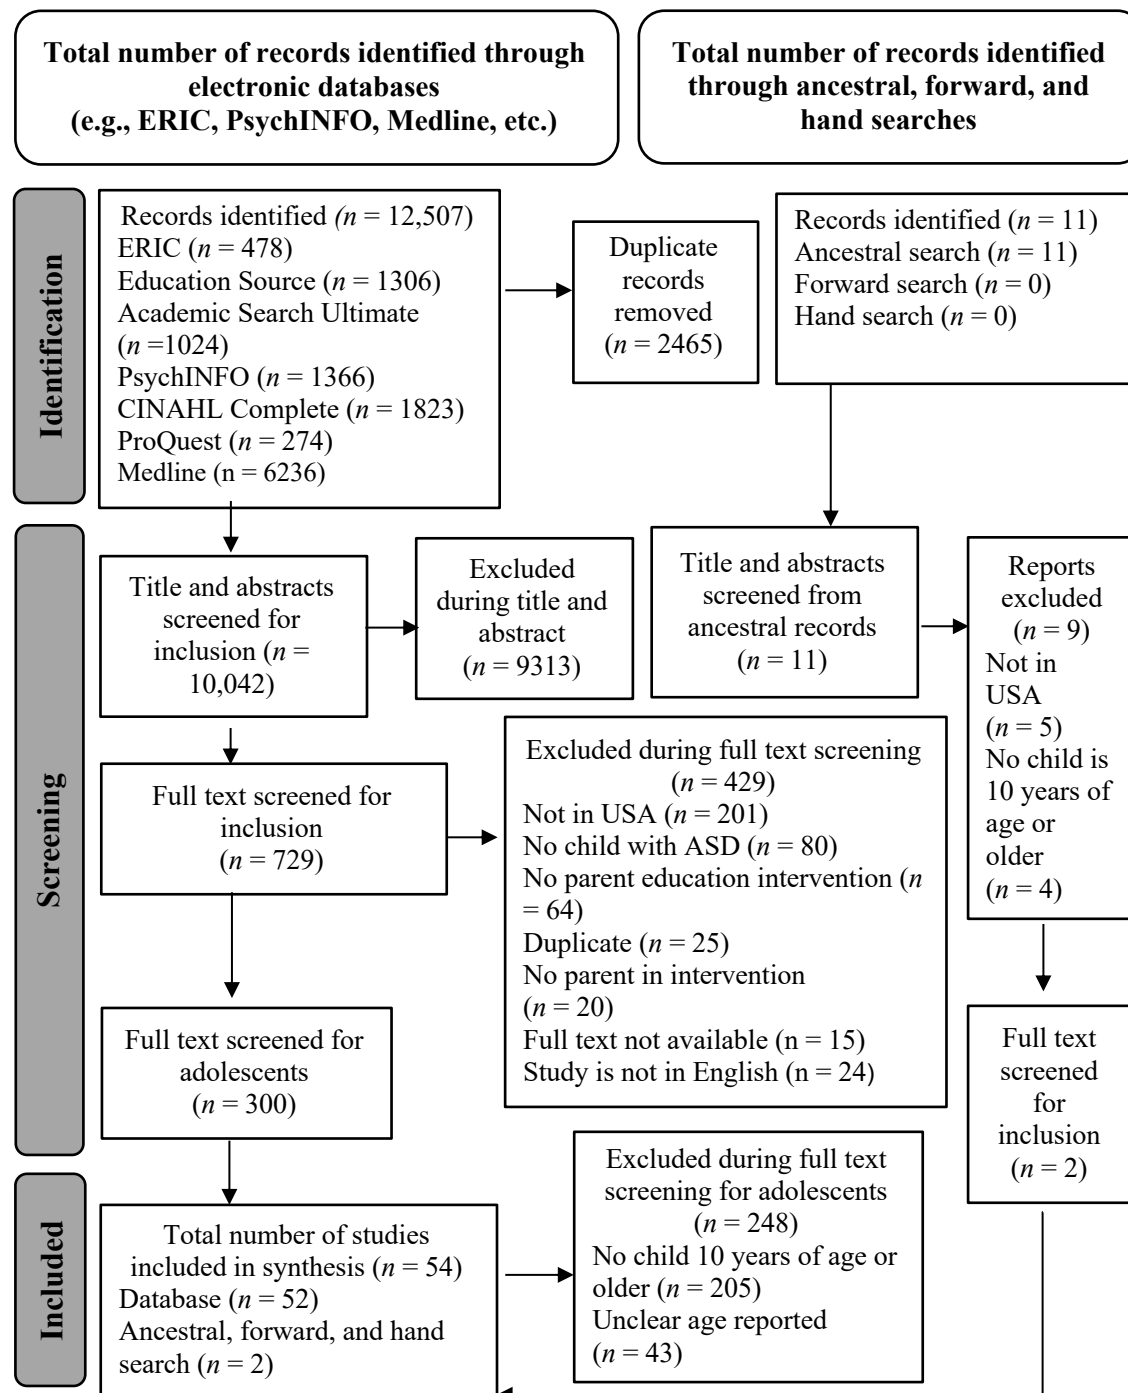 Total number of records identified through
electronic databases
(e.g., ERIC, PsychINFO, Medline, etc.)
Total number of records identified
through ancestral, forward, and
hand searches
Identification
Records identified (n = 12,507)
ERIC (n = 478)
Education Source (n = 1306)
Academic Search Ultimate
(n =1024)
PsychINFO (n = 1366)
CINAHL Complete (n = 1823)
ProQuest (n = 274)
Medline (n = 6236)
Duplicate
records
removed
(n = 2465)
Records identified (n = 11)
Ancestral search (n = 11)
Forward search (n = 0)
Hand search (n = 0)
Screening
Title and abstracts
screened for
inclusion (n =
10,042)
Excluded
during title and
abstract
(n = 9313)
Title and abstracts
screened from
ancestral records
(n = 11)
Reports
excluded
(n = 9)
Not in
USA
(n = 5)
No child is
10 years of
age or
older
(n = 4)
Full text screened for
inclusion
(n = 729)
Excluded during full text screening
(n = 429)
Not in USA (n = 201)
No child with ASD (n = 80)
No parent education intervention (n
= 64)
Duplicate (n = 25)
No parent in intervention
(n = 20)
Full text not available (n = 15)
Study is not in English (n = 24)
Full text screened for
adolescents
(n = 300)
Full text
screened
for
inclusion
(n = 2)
Included
Total number of studies
included in synthesis (n = 54)
Database (n = 52)
Ancestral, forward, and hand
search (n = 2)
Excluded during full text
screening for adolescents
(n = 248)
No child 10 years of age or
older (n = 205)
Unclear age reported
(n = 43)